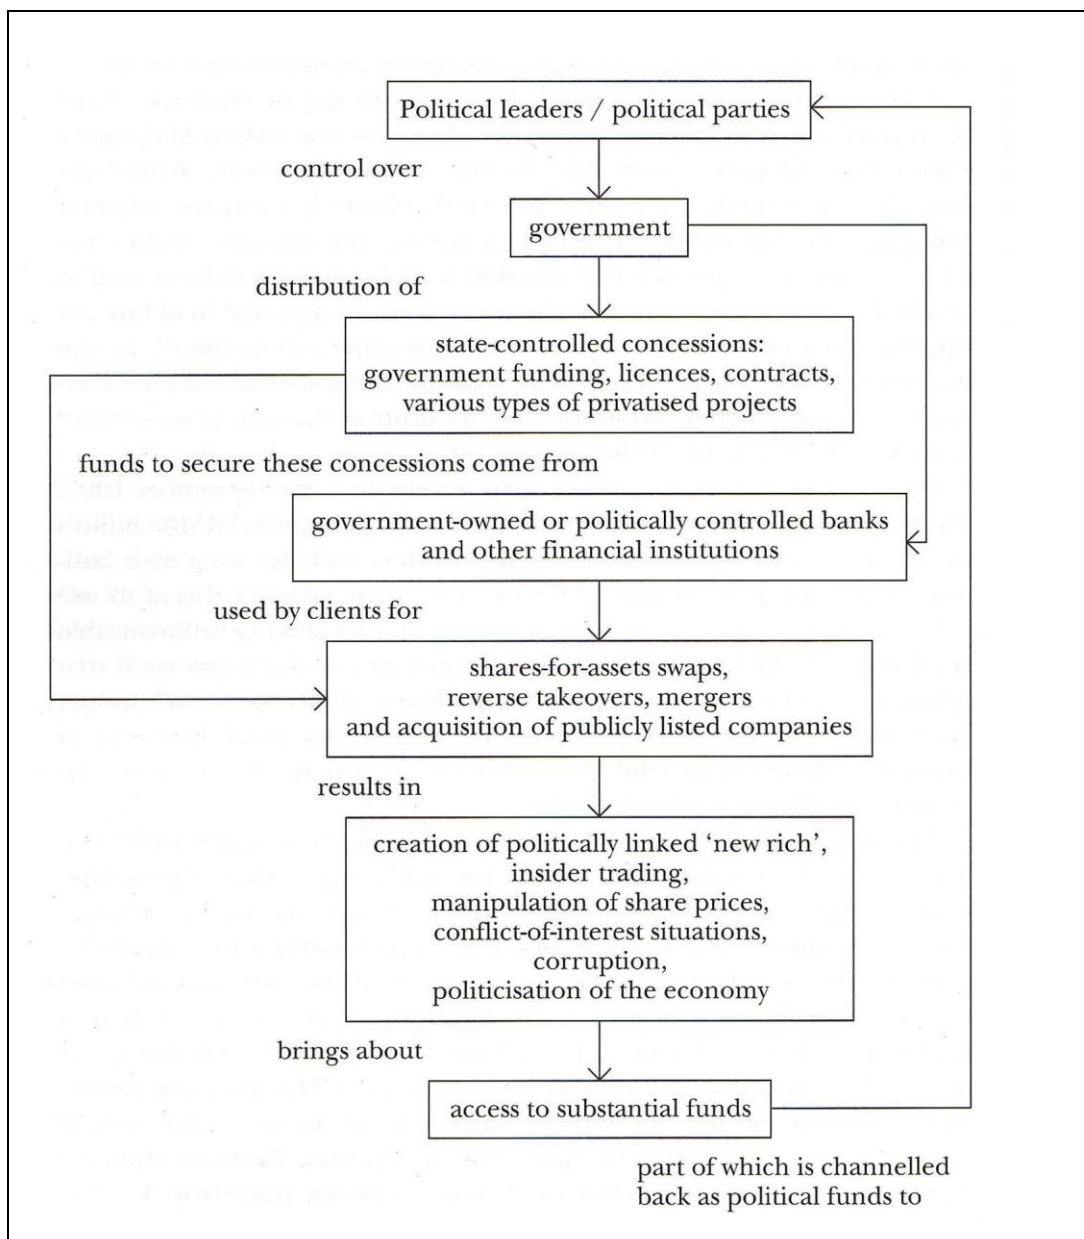 Political leaders / political parties
control over
government
distribution of
state-controlled concessions:
government funding, licences, contracts,
various types of privatised projects
funds to secure these concessions come from
government-owned or politically controlled banks
and other financial institutions
used by clients for
shares-for-assets swaps,
reverse takeovers, mergers
and acquisition of publicly listed companies
results in
creation of politically linked ‘new rich’,
insider trading,
manipulation of share prices,
conflict-of-interest situations,
corruption,
politicisation of the economy
brings about
access to substantial funds
part of which is channelled
back as political funds to